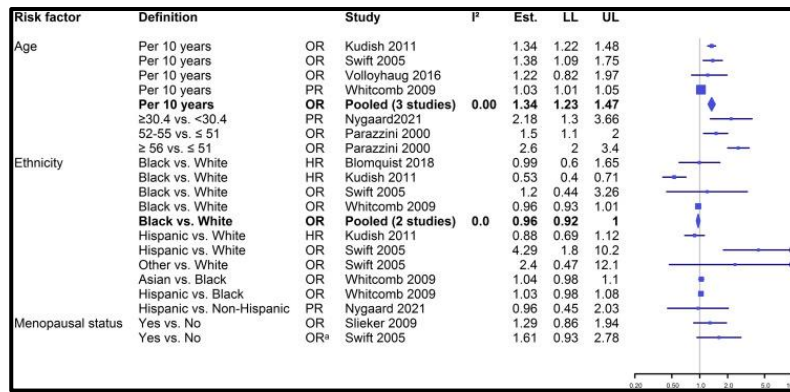 Risk factor Definition Study I² Est. LL UL
Age Per 10 years OR Kudish 2011 1.34 1.22 1.48
Per 10 years OR Swift 2005 1.38 1.09 1.75
Per 10 years OR Volloyhaug 2016 1.22 0.82 1.97
Per 10 years PR Whitcomb 2009 1.03 1.01 1.05
Per 10 years OR Pooled (3 studies) 0.00 1.34 1.23 1.47
≥30.4 vs. <30.4 PR Nygaard2021 2.18 1.3 3.66
52-55 vs. ≤ 51 OR Parazzini 2000 1.5 1.1 2
≥ 56 vs. ≤ 51 OR Parazzini 2000 2.6 2 3.4
Ethnicity Black vs. White HR Blomquist 2018 0.99 0.6 1.65
Black vs. White HR Kudish 2011 0.53 0.4 0.71
Black vs. White OR Swift 2005 1.2 0.44 3.26
Black vs. White OR Whitcomb 2009 0.96 0.93 1.01
Black vs. White OR Pooled (2 studies) 0.0 0.96 0.92 1
Hispanic vs. White HR Kudish 2011 0.88 0.69 1.12
Hispanic vs. White OR Swift 2005 4.29 1.8 10.2
Other vs. White OR Swift 2005 2.4 0.47 12.1
Asian vs. Black OR Whitcomb 2009 1.04 0.98 1.1
Hispanic vs. Black OR Whitcomb 2009 1.03 0.98 1.08
Hispanic vs. Non-Hispanic PR Nygaard 2021 0.96 0.45 2.03
Menopausal status Yes vs. No OR Slieker 2009 1.29 0.86 1.94
Yes vs. No ORᵃ Swift 2005 1.61 0.93 2.78
0.20 0.50 1.0 2.0 4.0